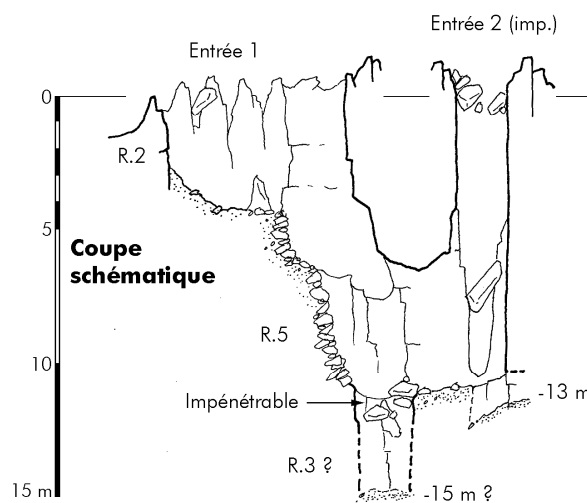 Entrée 2 (imp.)
Entrée 1
0
R.2
5
Coupe
schématique
R.5
10
Impénétrable
-13 m
R.3 ?
15 m
-15 m ?